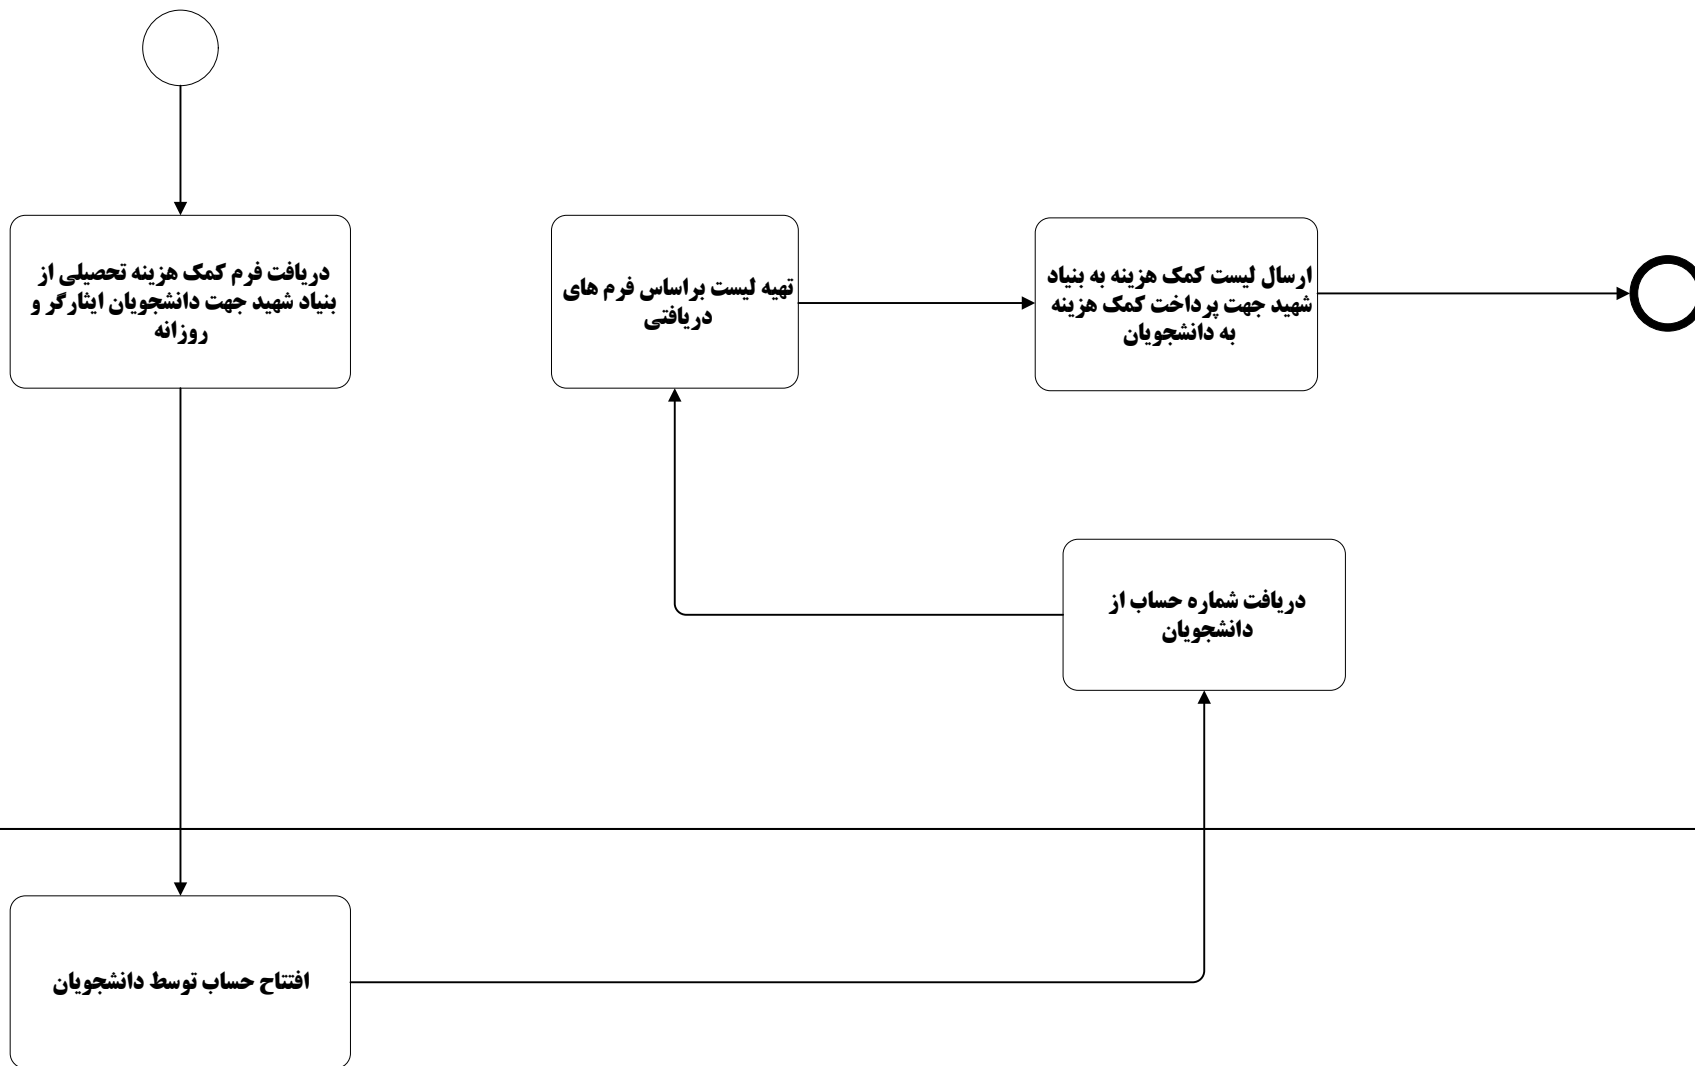 دریافت فرم کمک هزینه تحصیلی از
بنیاد شهید جهت دانشجویان ایثارگر و
روزانه
تهیه لیست براساس فرم های
دریافتی
ارسال لیست کمک هزینه به بنیاد
شهید جهت پرداخت کمک هزینه
به دانشجویان
دریافت شماره حساب از
دانشجویان
افتتاح حساب توسط دانشجویان